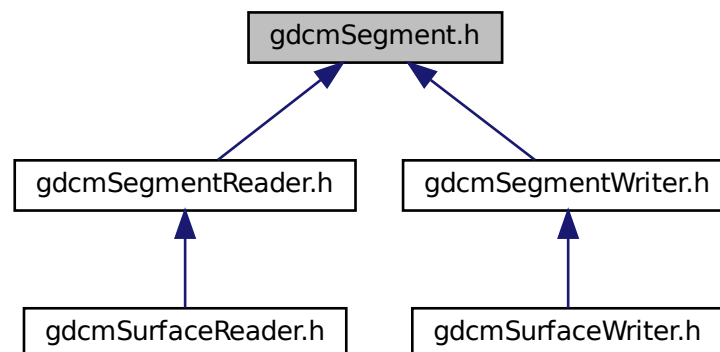 gdcmSegment.h
gdcmSegmentReader.h
gdcmSegmentWriter.h
gdcmSurfaceReader.h
gdcmSurfaceWriter.h